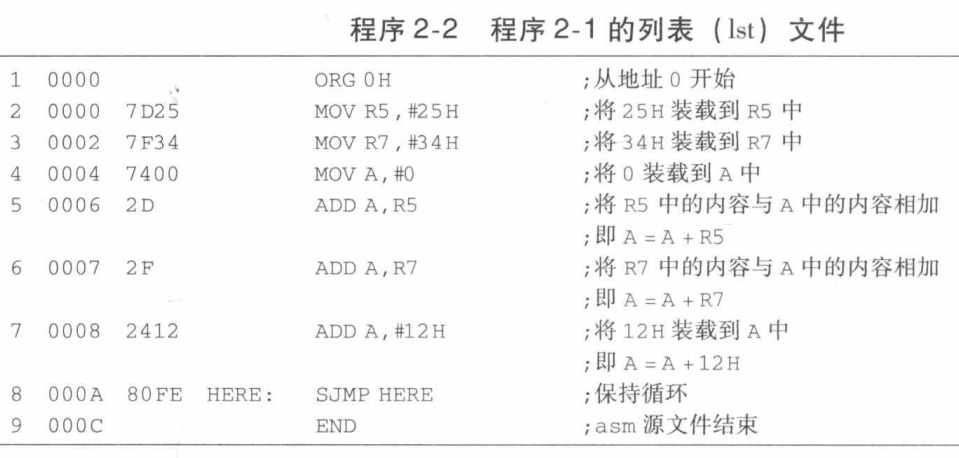 程序 2-2 程序 2-1 的列表（lst）文件
1 0000 ORG 0H ;从地址 0 开始
2 0000 7D25 MOV R5,#25H ;将 25H 装载到 R5 中
3 0002 7F34 MOV R7,#34H ;将 34H 装载到 R7 中
4 0004 7400 MOV A,#0 ;将 0 装载到 A 中
5 0006 2D ADD A,R5 ;将 R5 中的内容与 A 中的内容相加
;即 A = A + R5
6 0007 2F ADD A,R7 ;将 R7 中的内容与 A 中的内容相加
;即 A = A + R7
7 0008 2412 ADD A,#12H ;将 12H 装载到 A 中
;即 A = A + 12H
8 000A 80FE HERE: SJMP HERE ;保持循环
9 000C END ;asm 源文件结束